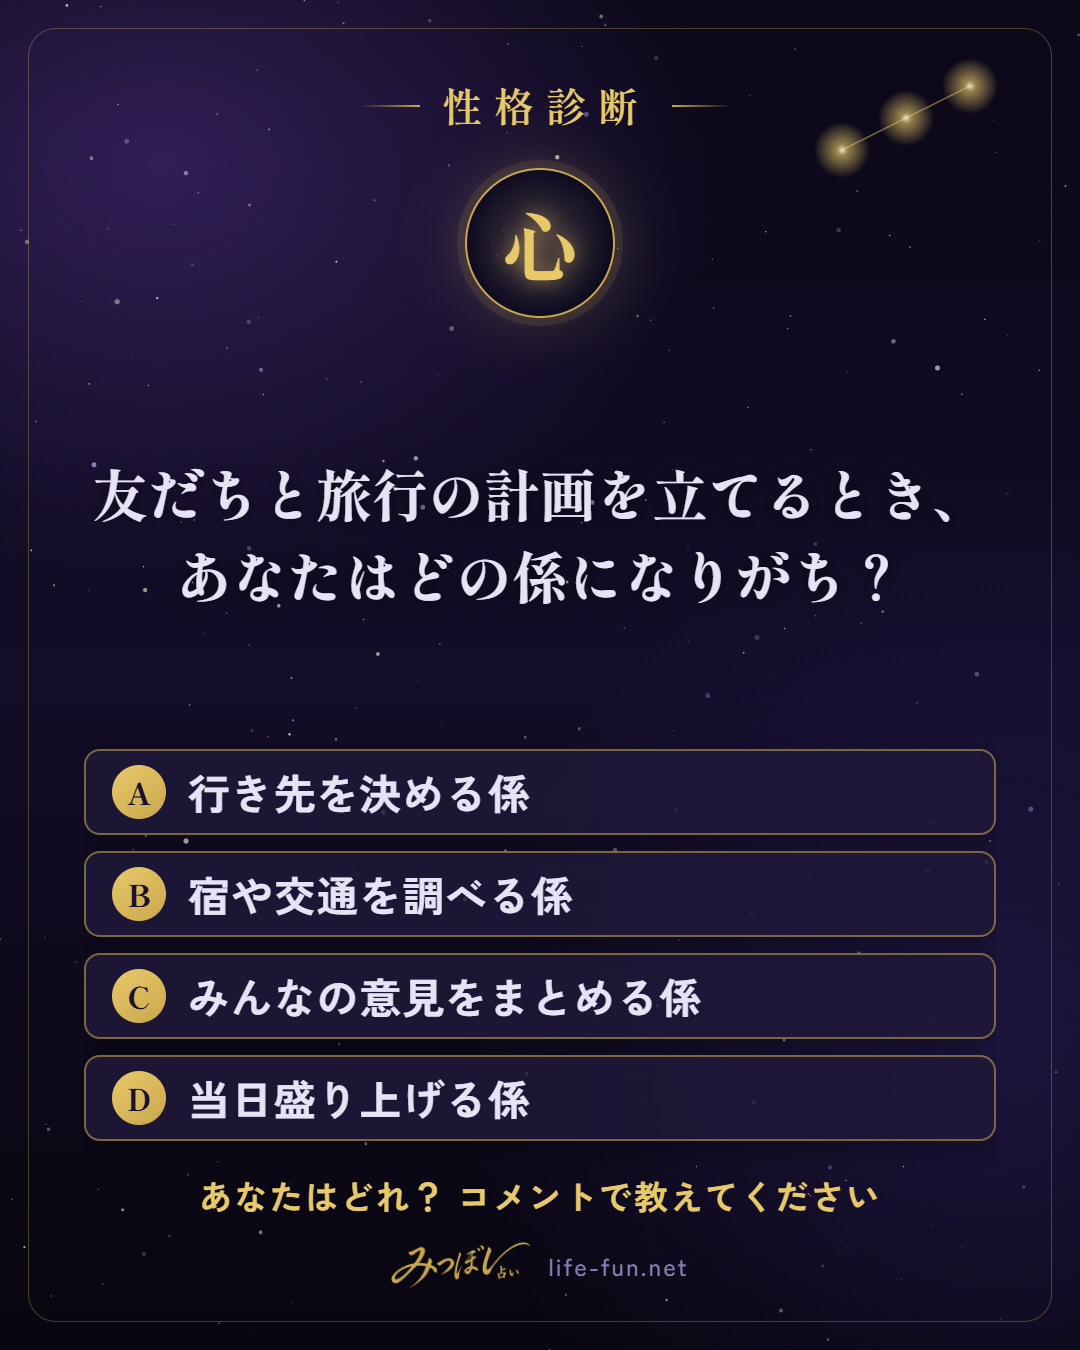 性格診断
心
友だちと旅行の計画を立てるとき、
あなたはどの係になりがち？
A 行き先を決める係
B 宿や交通を調べる係
C みんなの意見をまとめる係
D 当日盛り上げる係
あなたはどれ？ コメントで教えてください
みつぼし占い life-fun.net